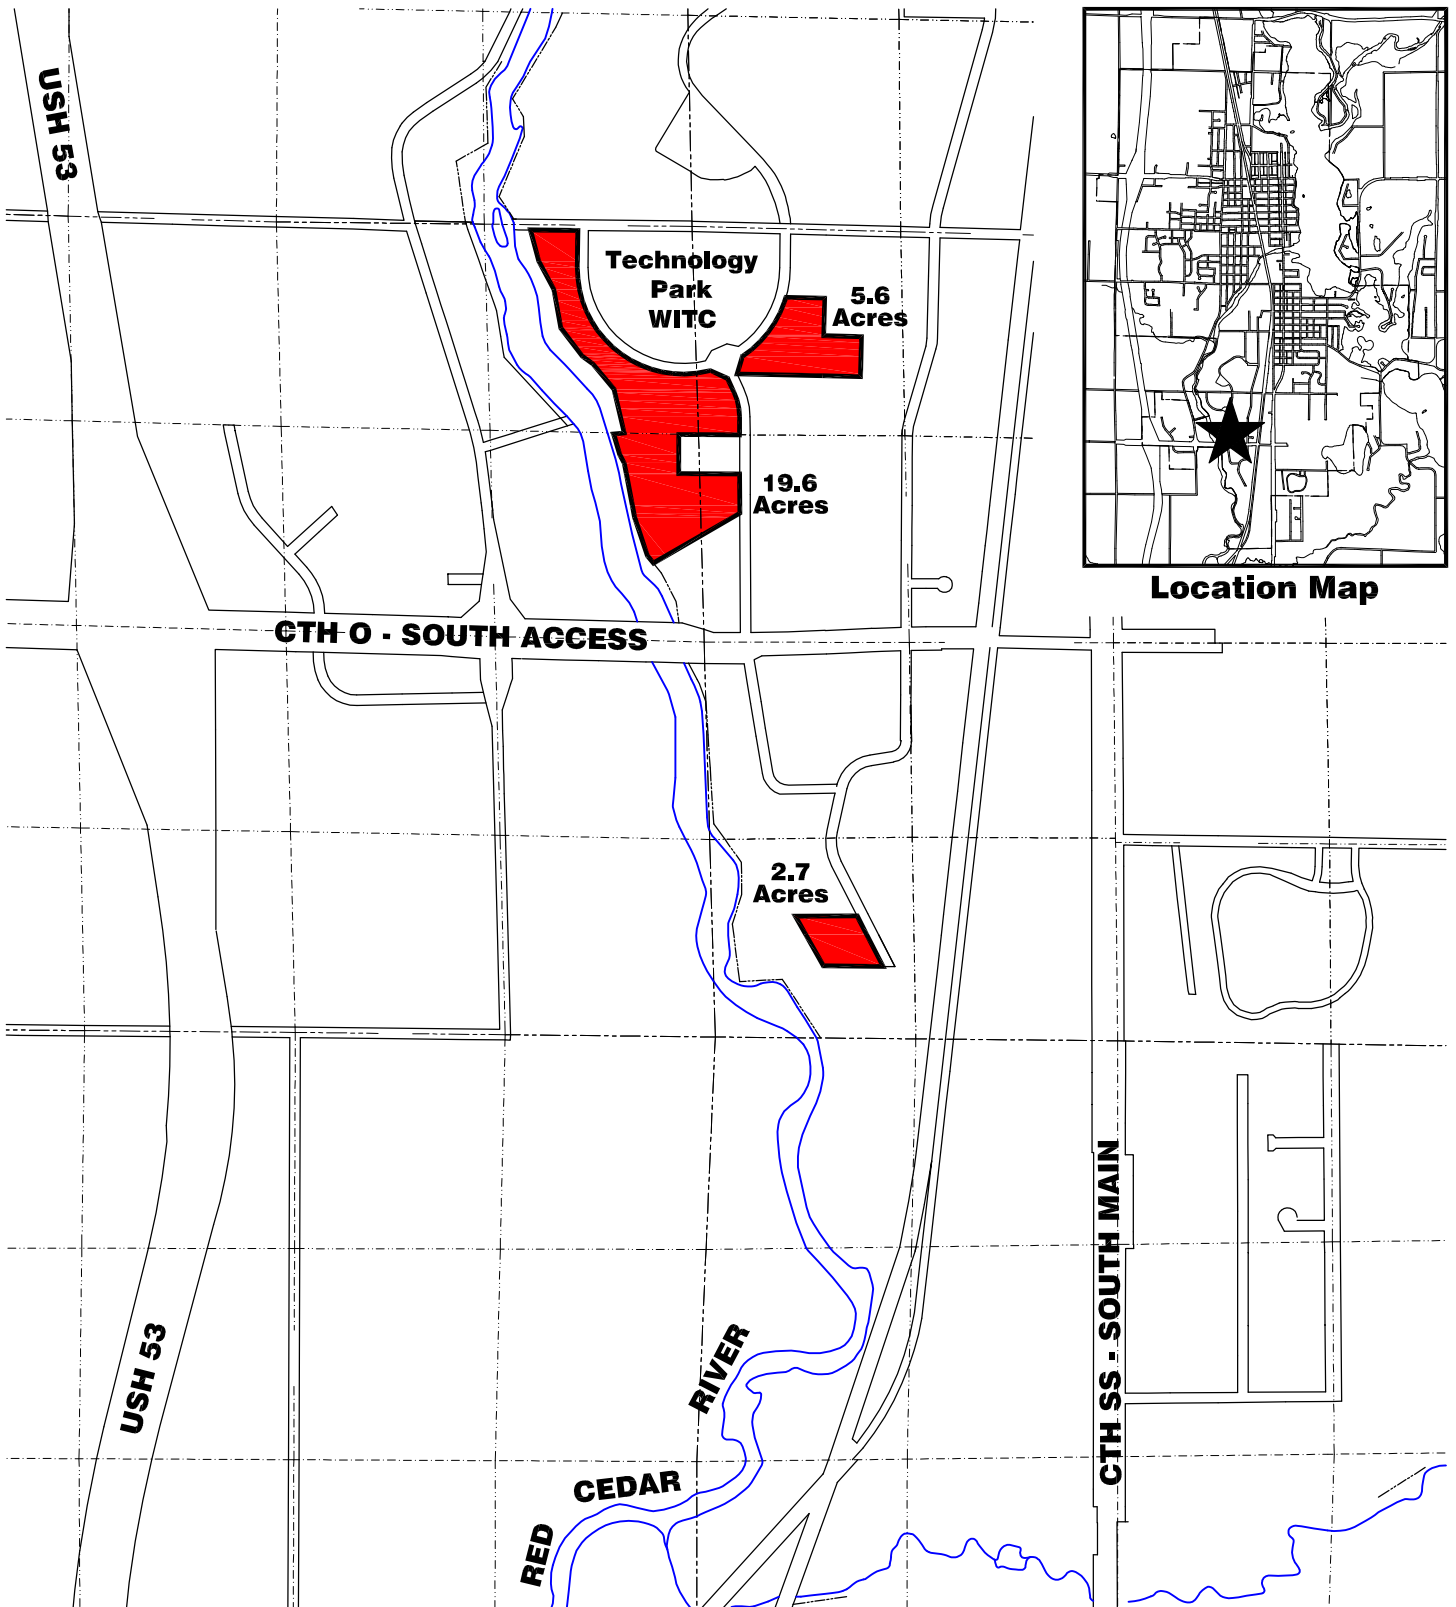 USH 53
Technology
Park
WITC
5.6
Acres
19.6
Acres
Location Map
CTH O - SOUTH ACCESS
2.7
Acres
CTH SS - SOUTH MAIN
USH 53
RED
CEDAR
RIVER